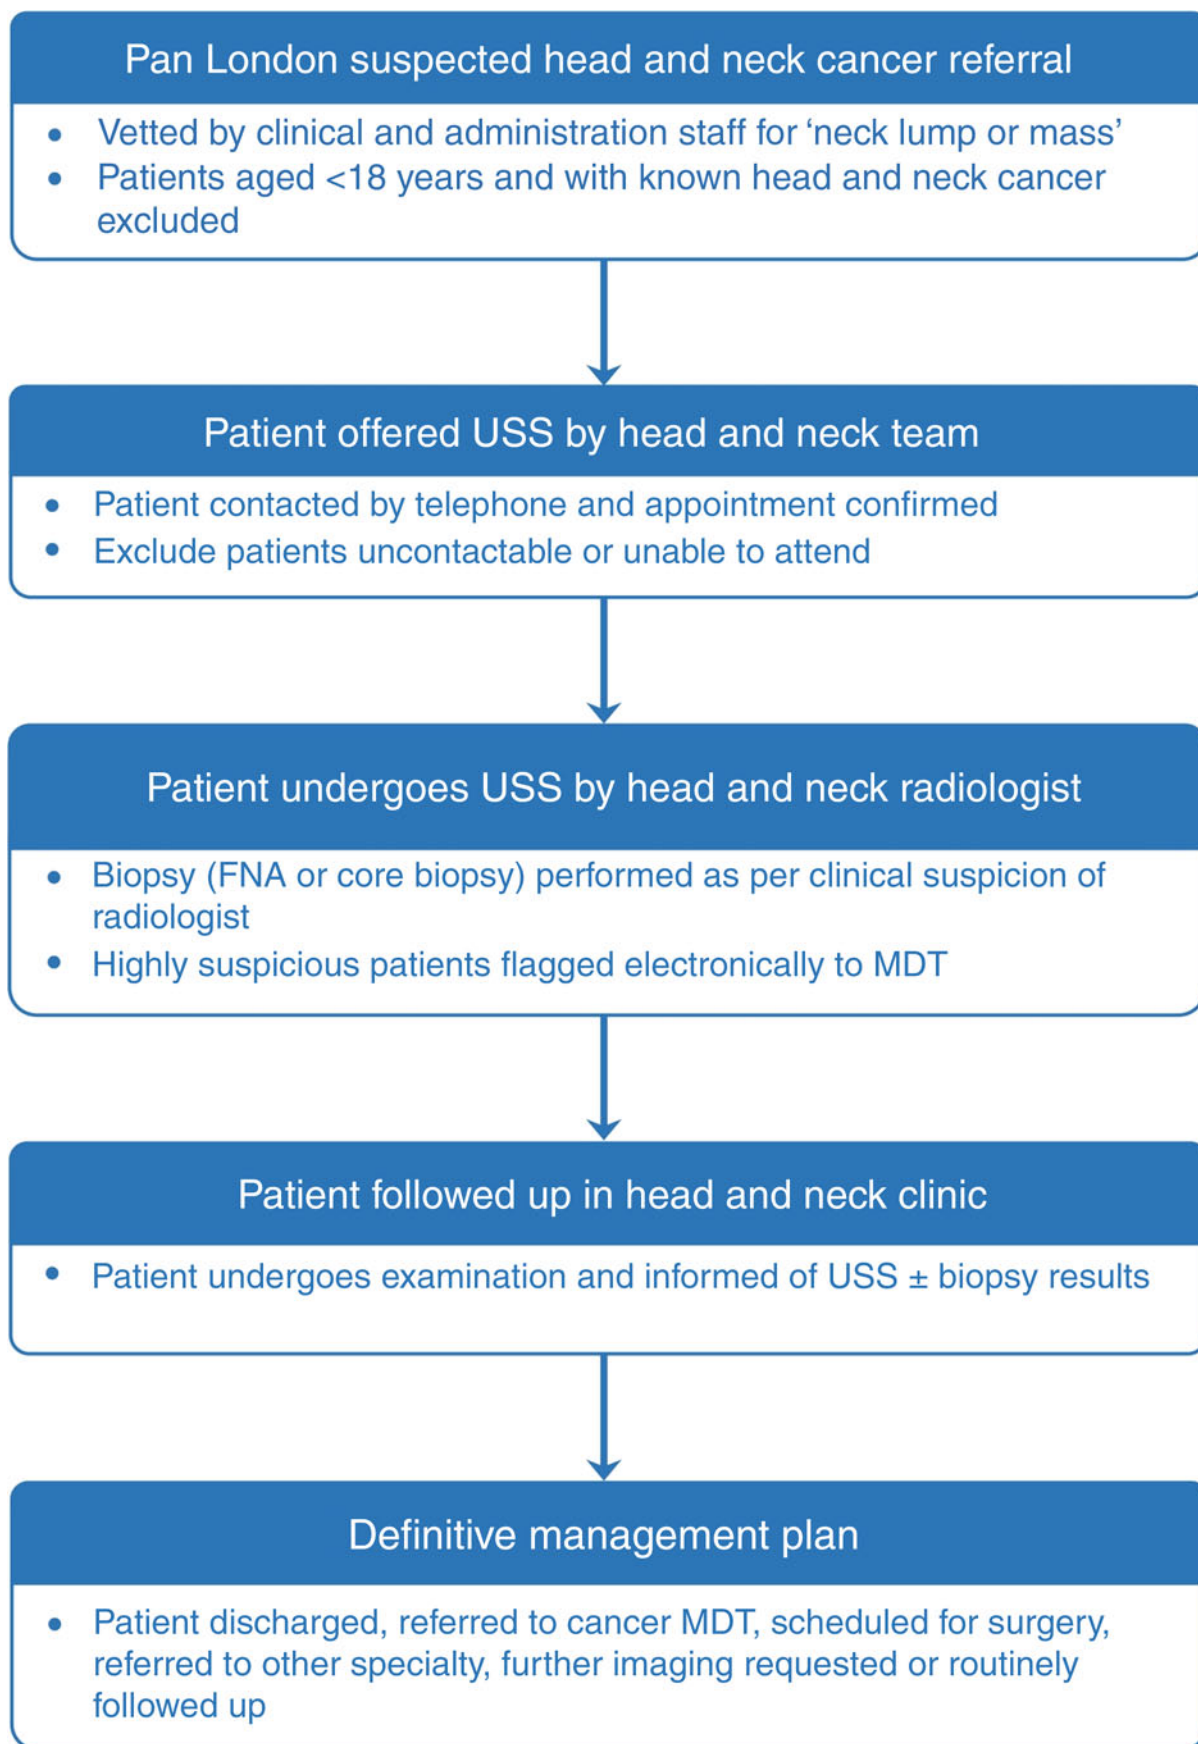 Pan London suspected head and neck cancer referral
• Vetted by clinical and administration staff for ‘neck lump or mass’
• Patients aged <18 years and with known head and neck cancer
excluded
Patient offered USS by head and neck team
• Patient contacted by telephone and appointment confirmed
• Exclude patients uncontactable or unable to attend
Patient undergoes USS by head and neck radiologist
• Biopsy (FNA or core biopsy) performed as per clinical suspicion of
radiologist
• Highly suspicious patients flagged electronically to MDT
Patient followed up in head and neck clinic
• Patient undergoes examination and informed of USS ± biopsy results
Definitive management plan
• Patient discharged, referred to cancer MDT, scheduled for surgery,
referred to other specialty, further imaging requested or routinely
followed up